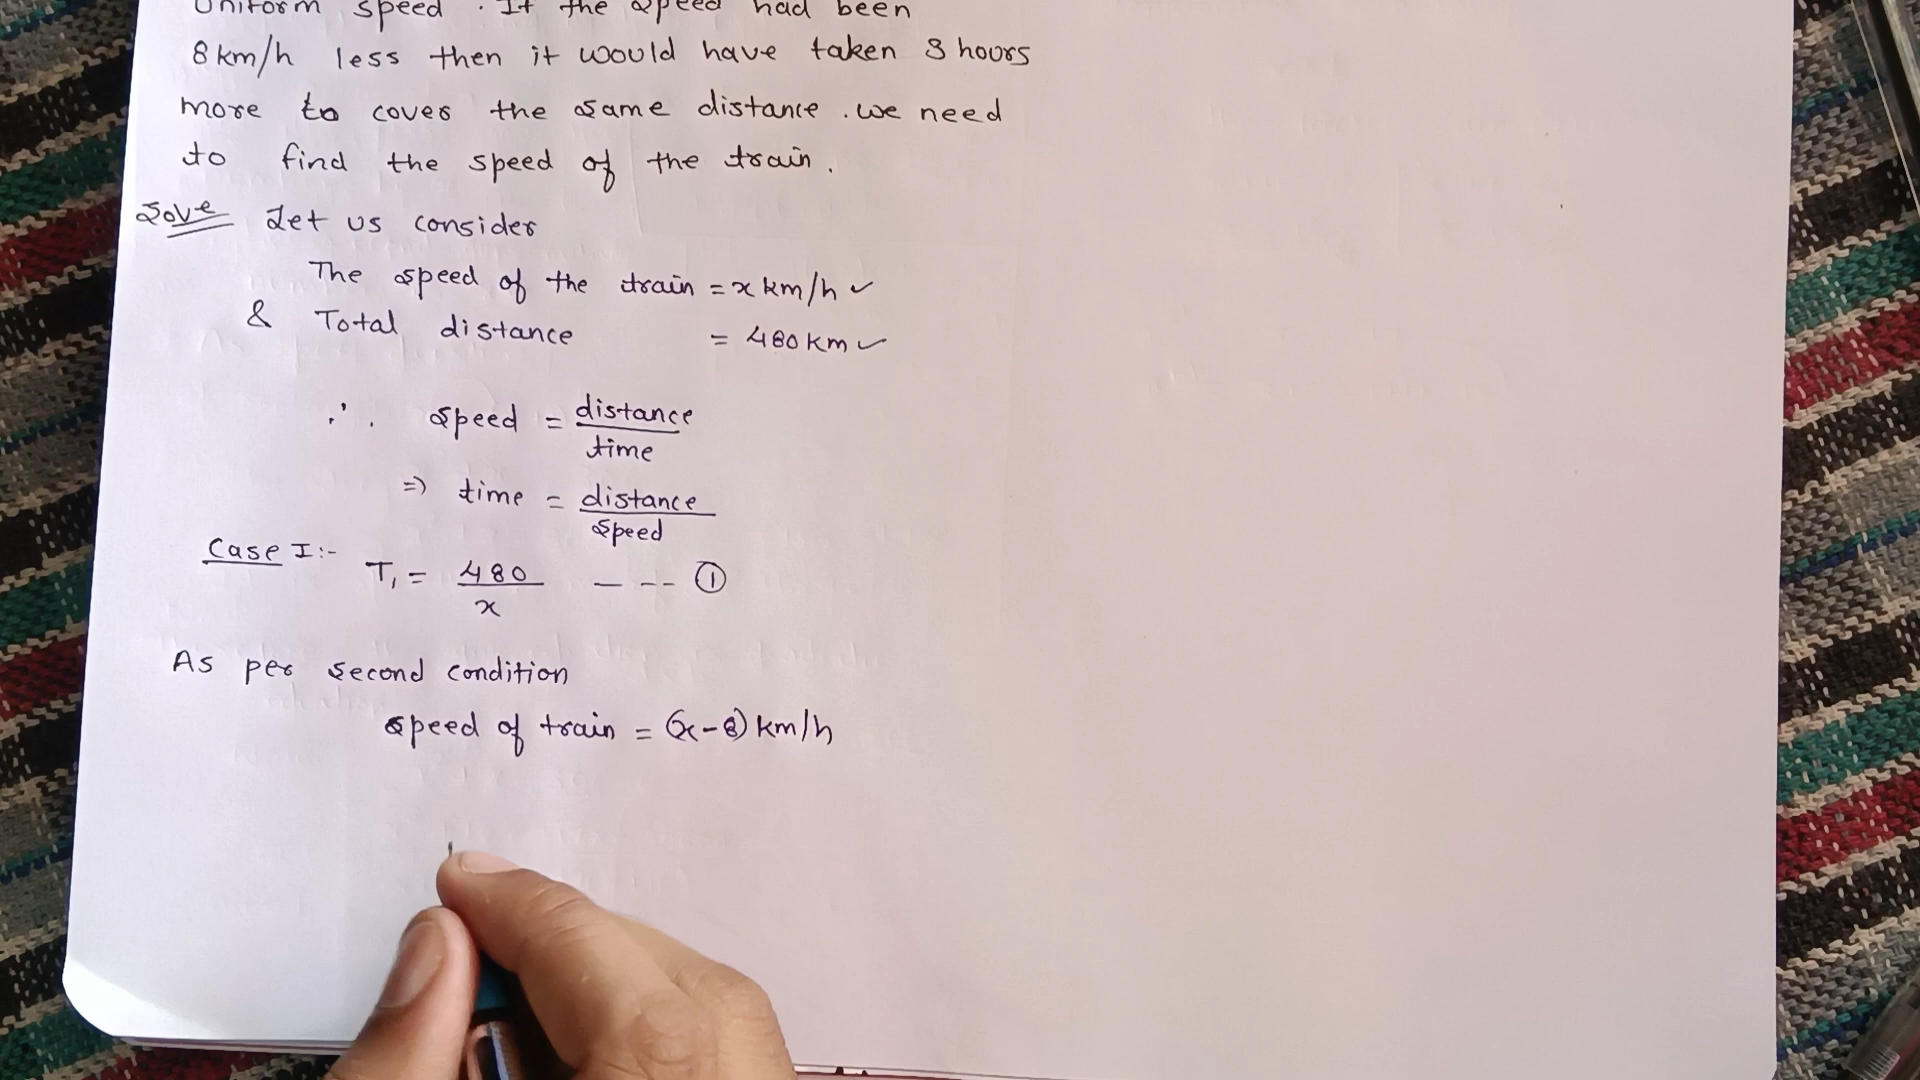 Uniform speed. If the speed had been
8 km/h less then it would have taken 3 hours
more to cover the same distance. we need
to find the speed of the train.
Solve Let us consider
The speed of the train = x km/h ✓
& Total distance = 480 km ✓
∴ speed = distance/time
⇒ time = distance/speed
Case I:-
T₁ = 480/x – – – ①
As per second condition
speed of train = (x-8) km/h